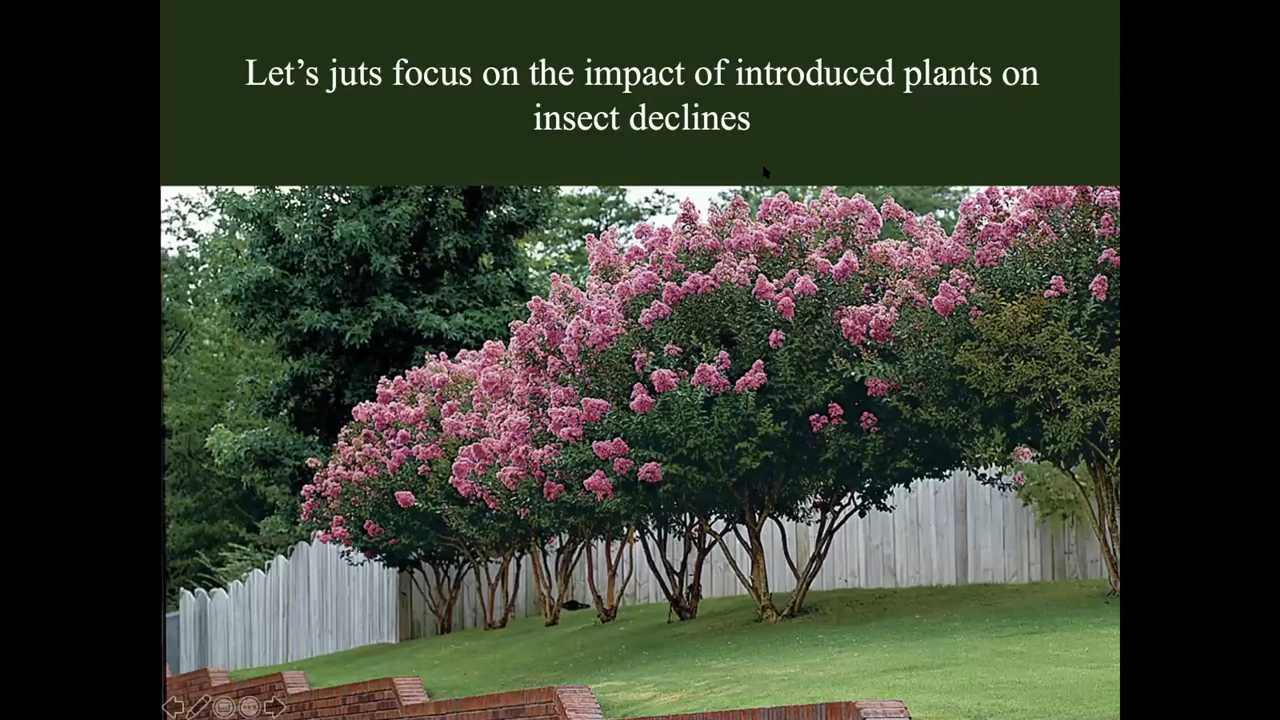 Let’s juts focus on the impact of introduced plants on
insect declines